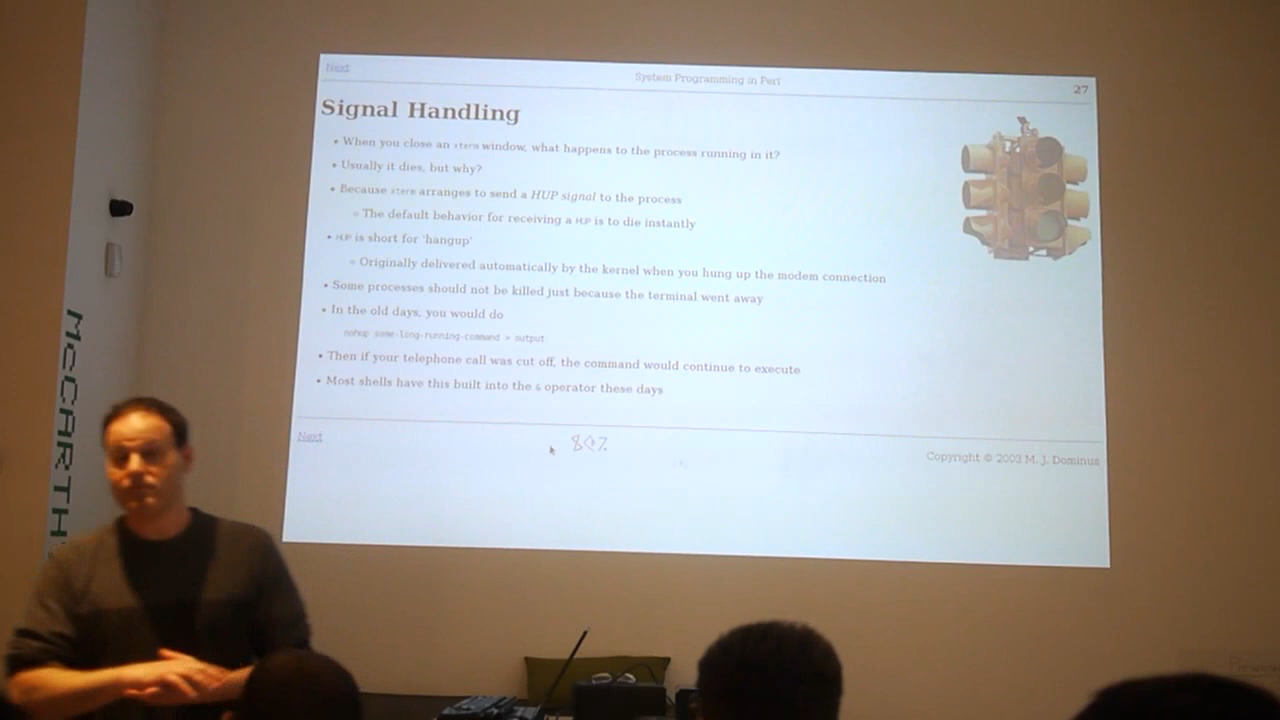 Next
System Programming in Perl
27
Signal Handling
• When you close an xterm window, what happens to the process running in it?
• Usually it dies, but why?
• Because xterm arranges to send a HUP signal to the process
○ The default behavior for receiving a HUP is to die instantly
• HUP is short for 'hangup'
○ Originally delivered automatically by the kernel when you hung up the modem connection
• Some processes should not be killed just because the terminal went away
• In the old days, you would do
nohup some-long-running-command > output
• Then if your telephone call was cut off, the command would continue to execute
• Most shells have this built into the & operator these days
Next
Copyright © 2003 M. J. Dominus
MCCARTH